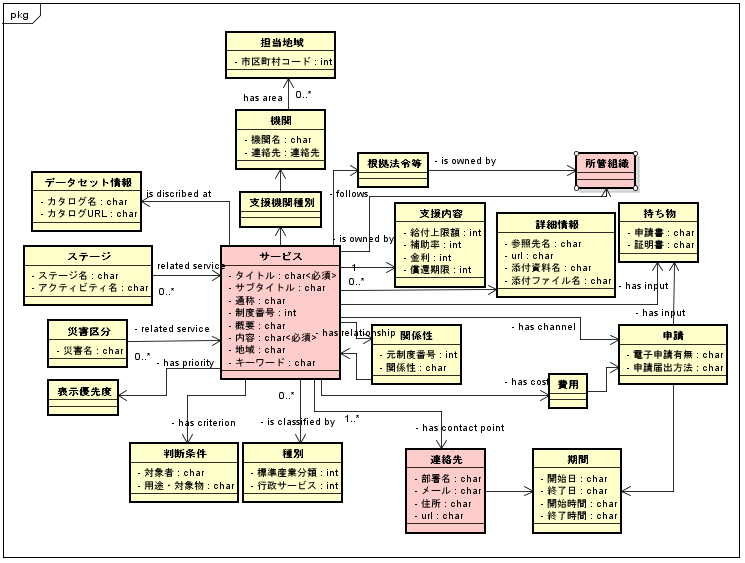 pkg
担当地域
- 市区町村コード : int
has area
0..*
機関
- 機関名 : char
- 連絡先 : 連絡先
根拠法令等
- is owned by
所管組織
データセット情報
- カタログ名 : char
- カタログURL : char
is discribed at
支援機関種別
- follows
支援内容
- 給付上限額 : int
- 補助率 : int
- 金利 : int
- 償還期限 : int
詳細情報
- 参照先名 : char
- url : char
- 添付資料名 : char
- 添付ファイル名 : char
持ち物
- 申請書 : char
- 証明書 : char
- is owned by
ステージ
- ステージ名 : char
- アクティビティ名 : char
related service
0..*
サービス
- タイトル : char<必須>
- サブタイトル : char
- 通称 : char
- 制度番号 : int
- 概要 : char
- 内容 : char<必須>
- 地域 : char
- キーワード : char
1
0..*
- has input
- has input
災害区分
- 災害名 : char
- related service
0..*
- has relationship
関係性
- 元制度番号 : int
- 関係性 : char
- has channel
申請
- 電子申請有無 : char
- 申請届出方法 : char
- has priority
表示優先度
- has cost
費用
- has criterion
0..*
- is classified by
1..*
- has contact point
判断条件
- 対象者 : char
- 用途・対象物 : char
種別
- 標準産業分類 : int
- 行政サービス : int
連絡先
- 部署名 : char
- メール : char
- 住所 : char
- url : char
期間
- 開始日 : char
- 終了日 : char
- 開始時間 : char
- 終了時間 : char